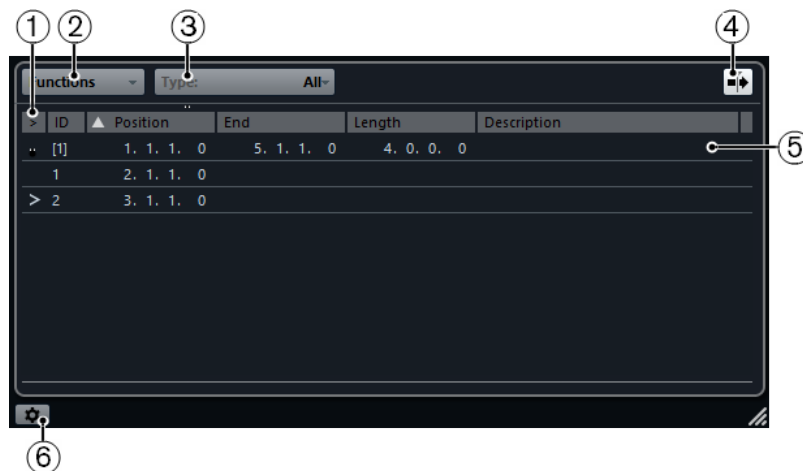 1 2 3 4
Functions Type: All
> ID Position End Length Description
[1] 1. 1. 1. 0 5. 1. 1. 0 4. 0. 0. 0
5
1 2. 1. 1. 0
> 2 3. 1. 1. 0
6